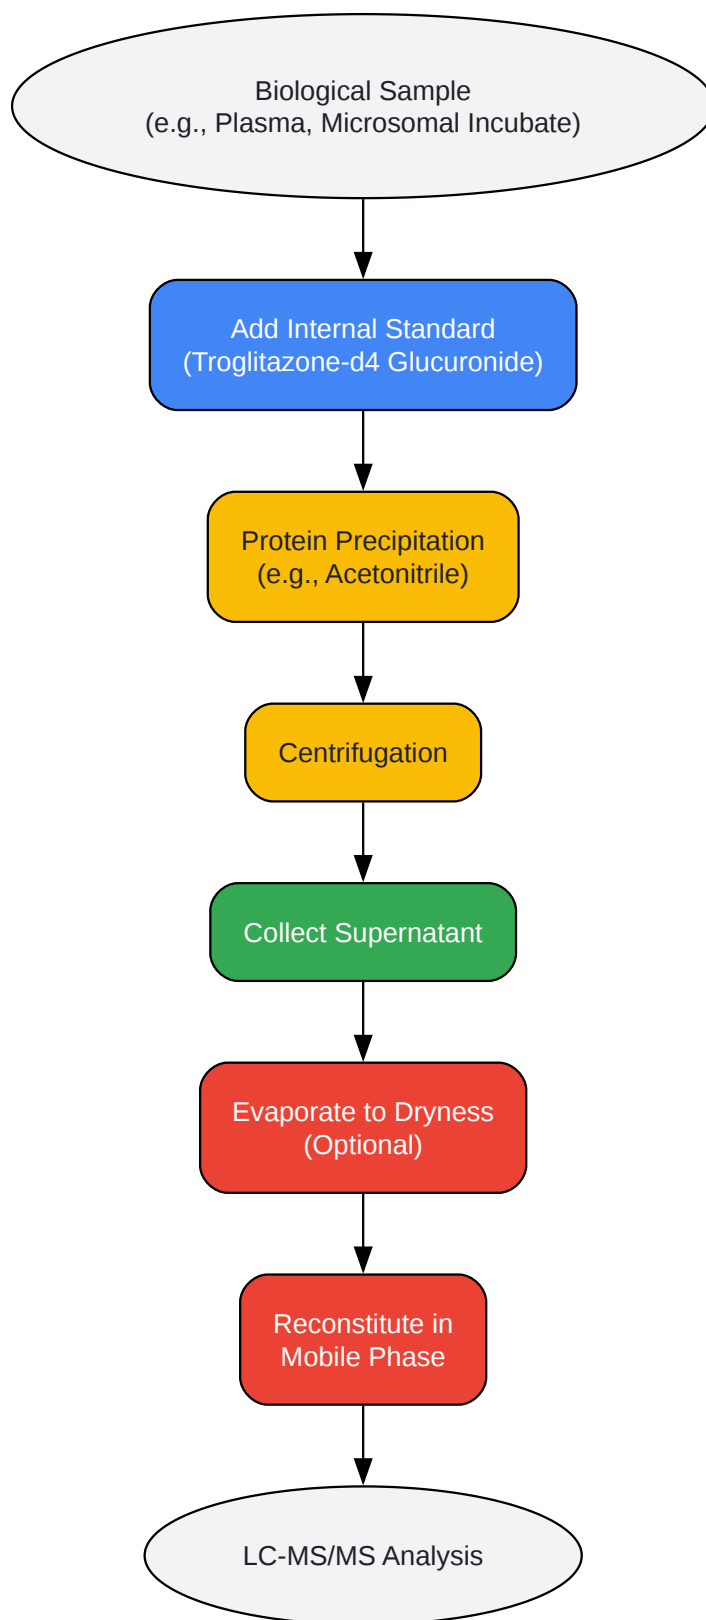 Biological Sample
(e.g., Plasma, Microsomal Incubate)
Add Internal Standard
(Troglitazone-d4 Glucuronide)
Protein Precipitation
(e.g., Acetonitrile)
Centrifugation
Collect Supernatant
Evaporate to Dryness
(Optional)
Reconstitute in
Mobile Phase
LC-MS/MS Analysis